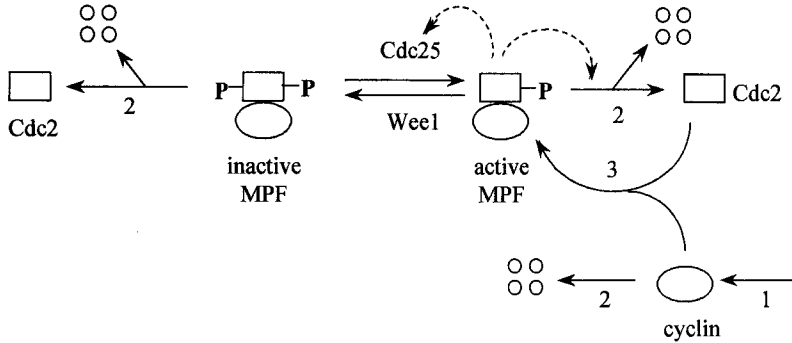 Cdc25
P P
P
Cdc2
2
Wee1
2
Cdc2
inactive
MPF
active
MPF
3
2
1
cyclin